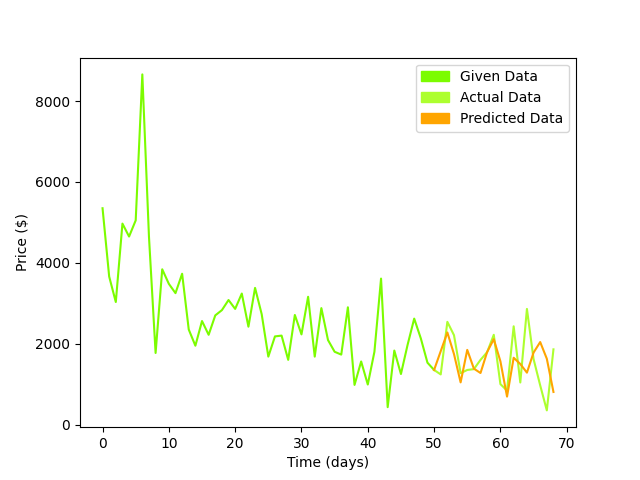 Given Data
Actual Data
Predicted Data
8000
6000
4000
2000
0
Price ($)
0 10 20 30 40 50 60 70
Time (days)